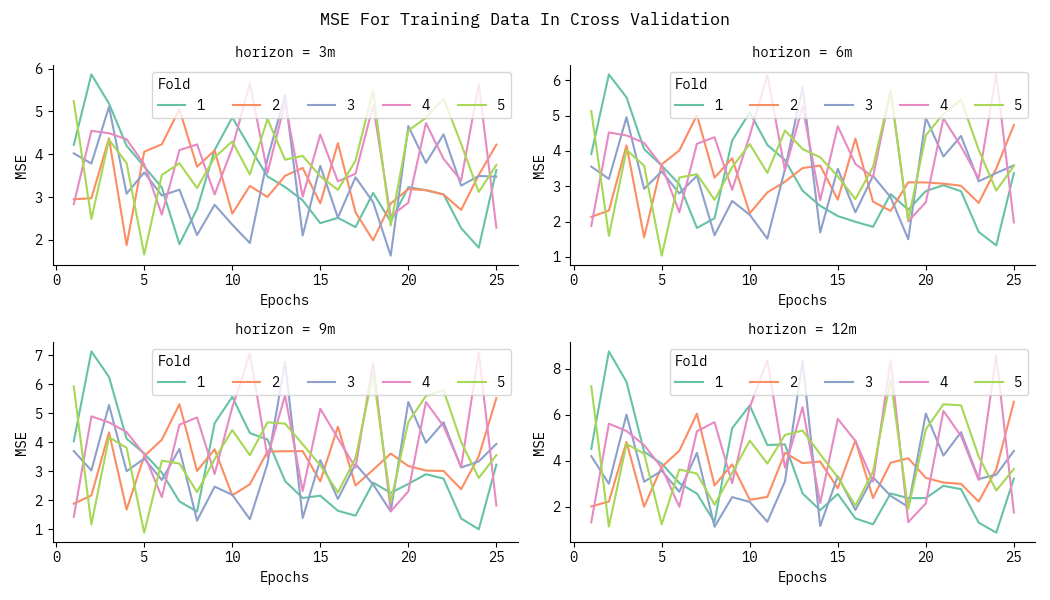 MSE For Training Data In Cross Validation
horizon = 3m
6
5
4
3
2
MSE
Fold
1 2 3 4 5
0 5 10 15 20 25
Epochs
horizon = 6m
6
5
4
3
2
1
MSE
Fold
1 2 3 4 5
0 5 10 15 20 25
Epochs
horizon = 9m
7
6
5
4
3
2
1
MSE
Fold
1 2 3 4 5
0 5 10 15 20 25
Epochs
horizon = 12m
8
6
4
2
MSE
Fold
1 2 3 4 5
0 5 10 15 20 25
Epochs